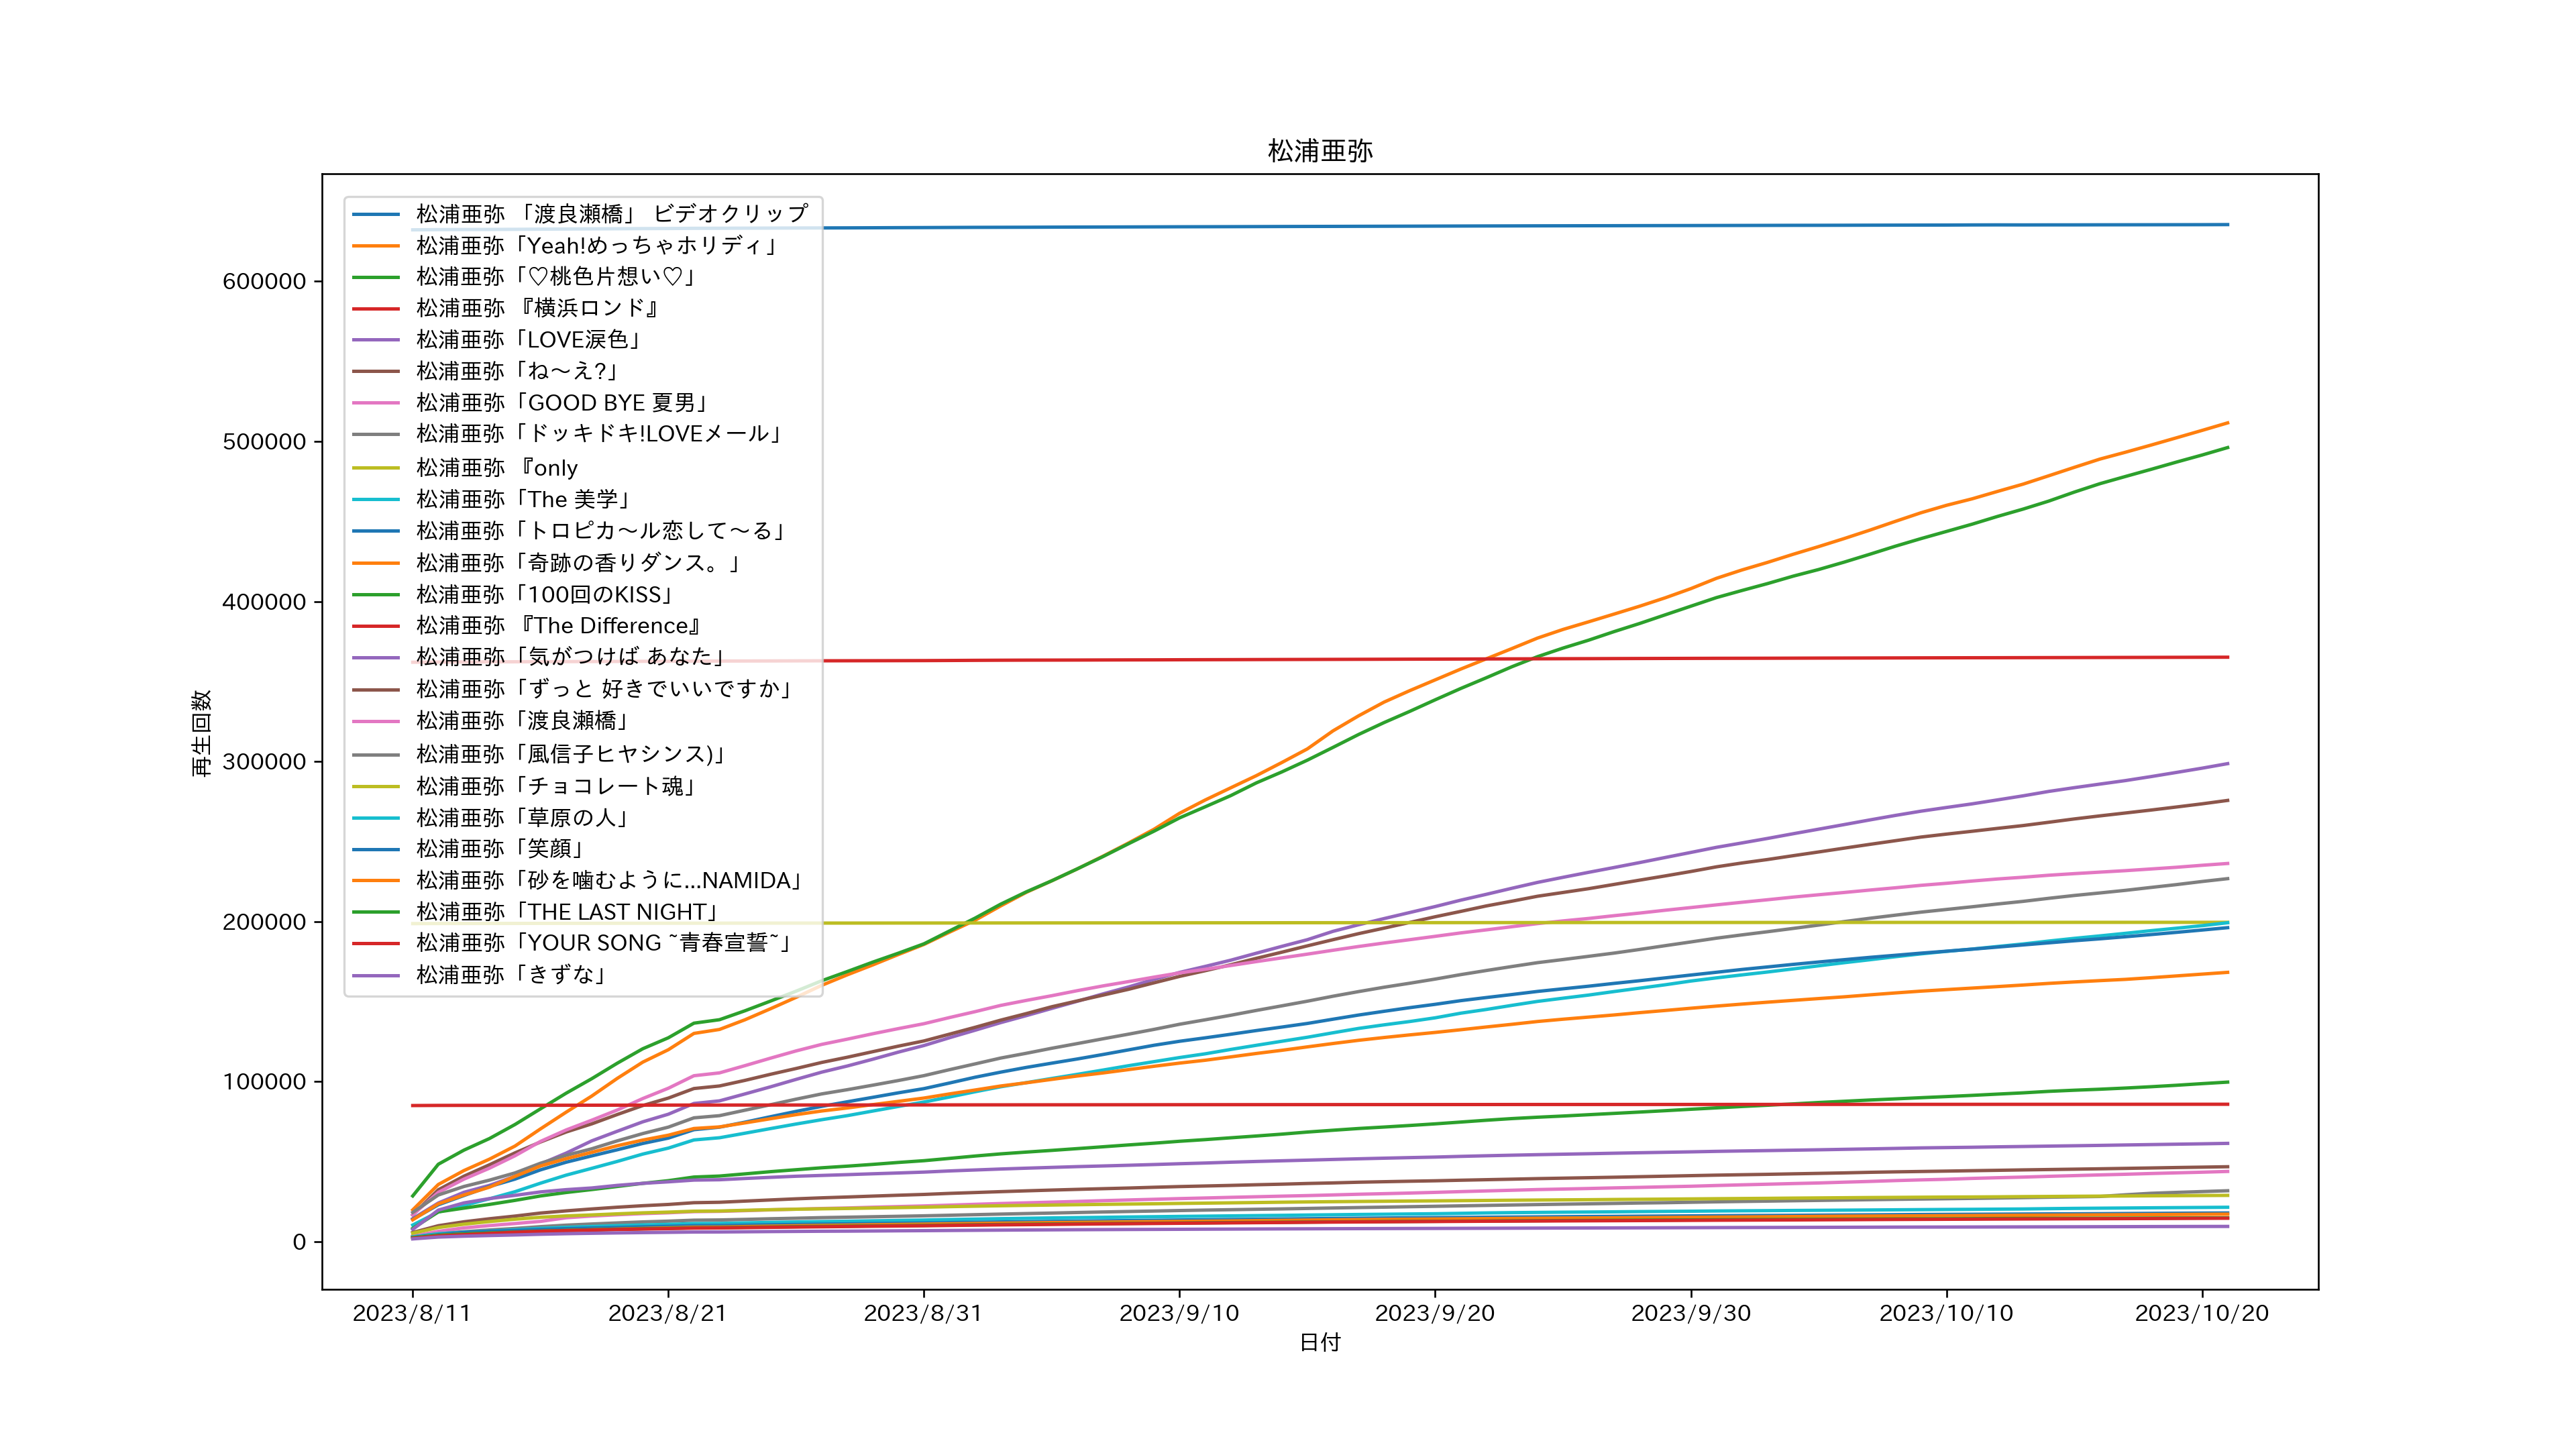 松浦亜弥
松浦亜弥 「渡良瀬橋」 ビデオクリップ
松浦亜弥「Yeah!めっちゃホリディ」
松浦亜弥「♡桃色片想い♡」
松浦亜弥 『横浜ロンド』
松浦亜弥「LOVE涙色」
松浦亜弥「ね～え?」
松浦亜弥「GOOD BYE 夏男」
松浦亜弥「ドッキドキ!LOVEメール」
松浦亜弥 『only
松浦亜弥「The 美学」
松浦亜弥「トロピカ～ル恋して～る」
松浦亜弥「奇跡の香りダンス。」
松浦亜弥「100回のKISS」
松浦亜弥 『The Difference』
松浦亜弥「気がつけば あなた」
松浦亜弥「ずっと 好きでいいですか」
松浦亜弥「渡良瀬橋」
松浦亜弥「風信子ヒヤシンス)」
松浦亜弥「チョコレート魂」
松浦亜弥「草原の人」
松浦亜弥「笑顔」
松浦亜弥「砂を噛むように...NAMIDA」
松浦亜弥「THE LAST NIGHT」
松浦亜弥「YOUR SONG ~青春宣誓~」
松浦亜弥「きずな」
再生回数
600000
500000
400000
300000
200000
100000
0
2023/8/11 2023/8/21 2023/8/31 2023/9/10 2023/9/20 2023/9/30 2023/10/10 2023/10/20
日付